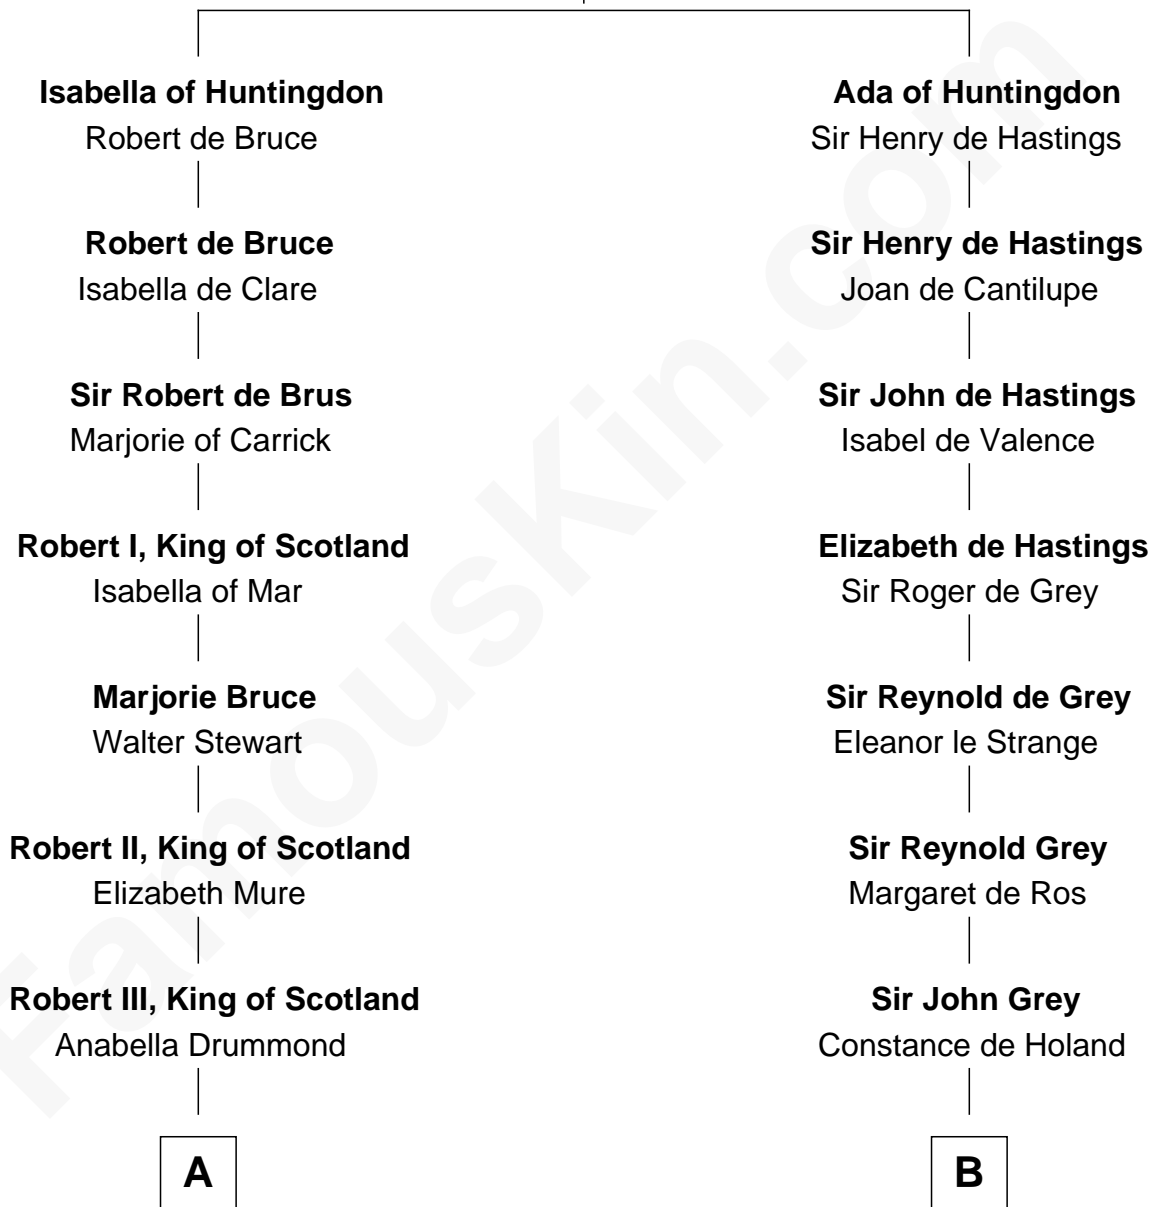 Isabella of Huntingdon
Robert de Bruce
Robert de Bruce
Isabella de Clare
Sir Robert de Brus
Marjorie of Carrick
Robert I, King of Scotland
Isabella of Mar
Marjorie Bruce
Walter Stewart
Robert II, King of Scotland
Elizabeth Mure
Robert III, King of Scotland
Anabella Drummond
A
Ada of Huntingdon
Sir Henry de Hastings
Sir Henry de Hastings
Joan de Cantilupe
Sir John de Hastings
Isabel de Valence
Elizabeth de Hastings
Sir Roger de Grey
Sir Reynold de Grey
Eleanor le Strange
Sir Reynold Grey
Margaret de Ros
Sir John Grey
Constance de Holand
B
FamousKin.com